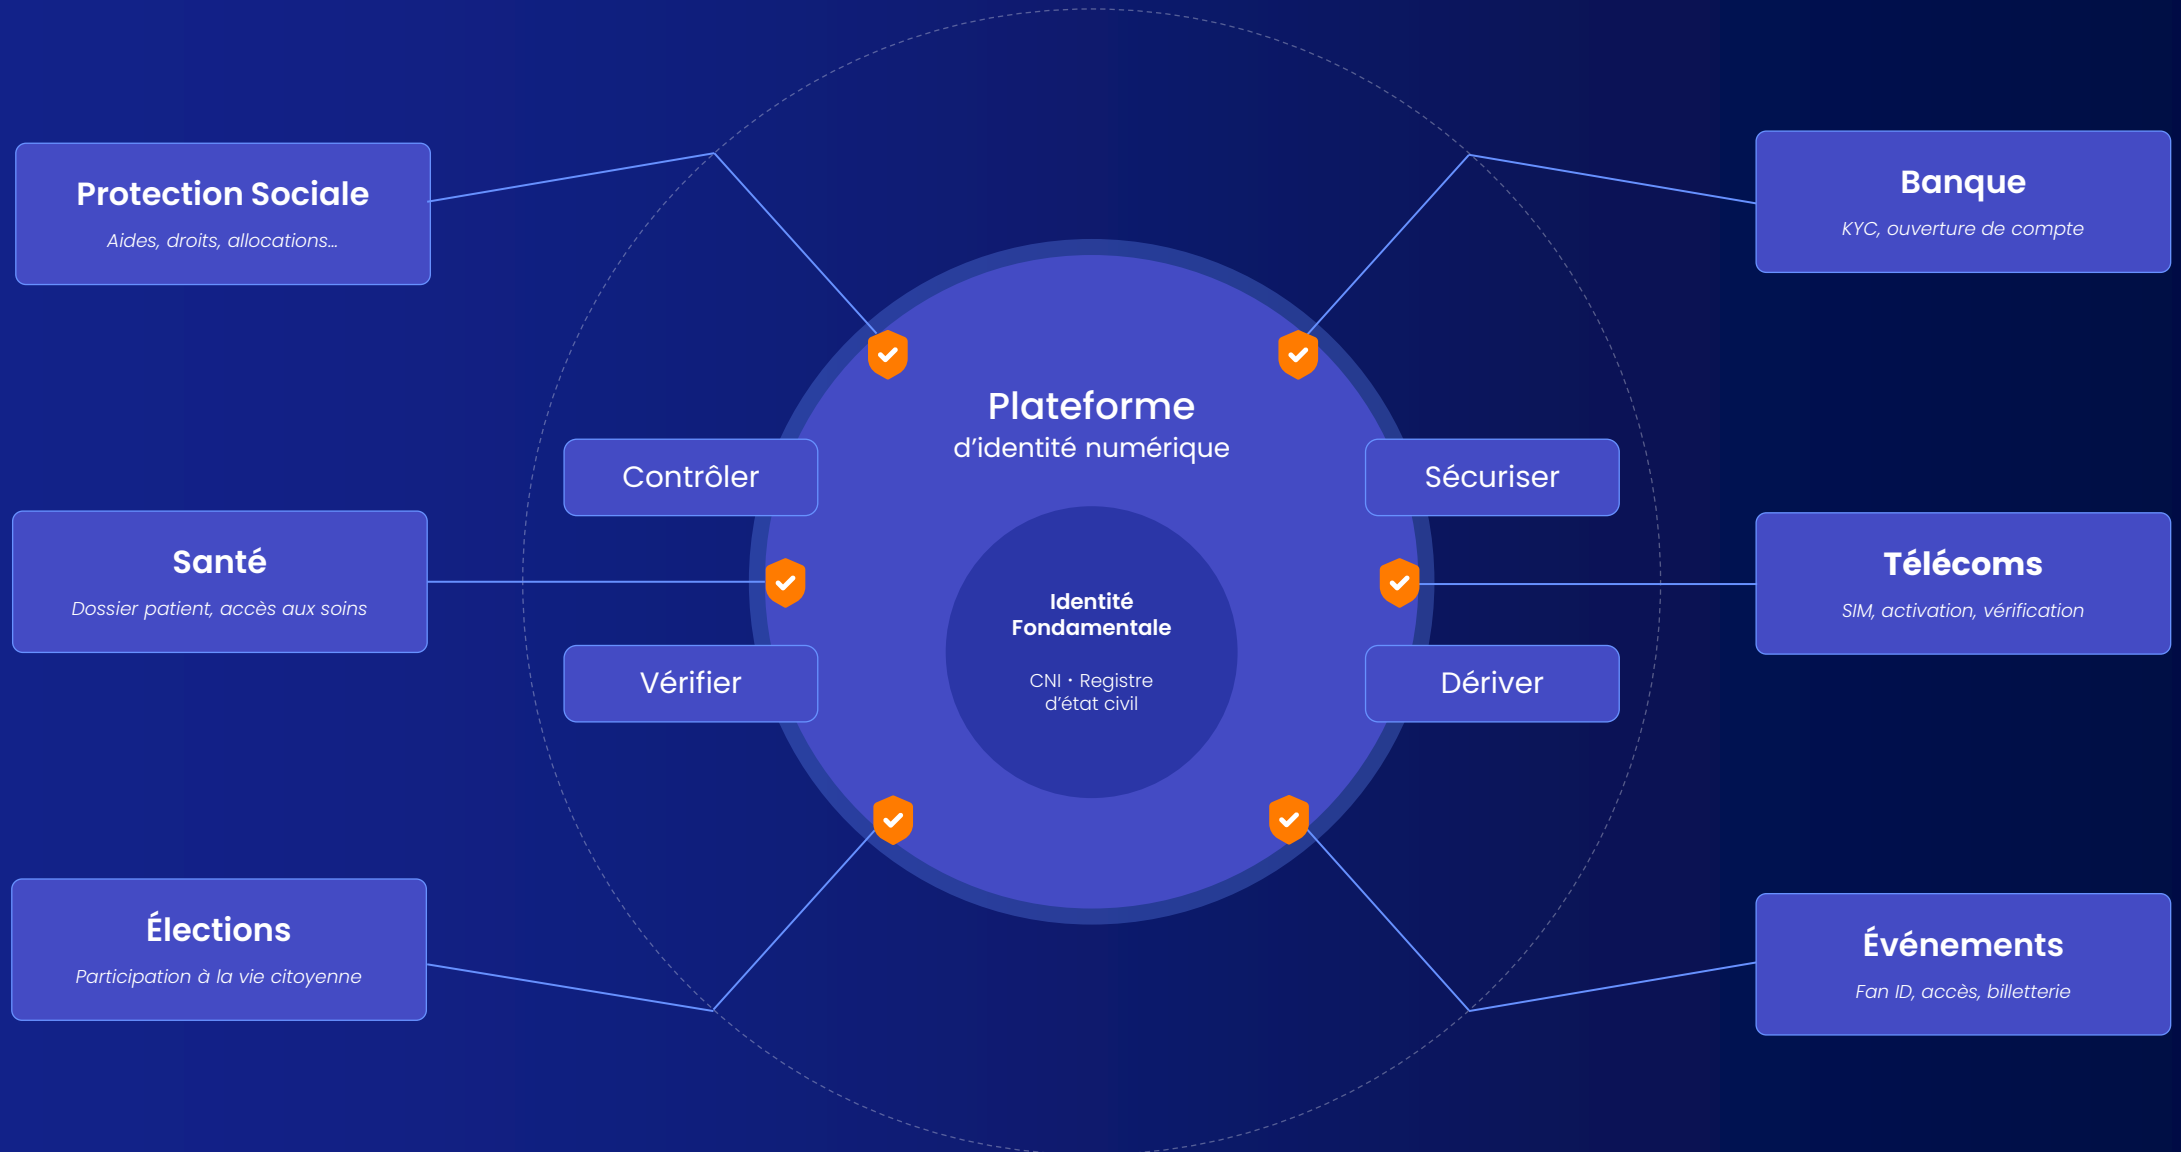 Protection Sociale
Aides, droits, allocations...
Banque
KYC, ouverture de compte
Plateforme
d’identité numérique
Contrôler
Sécuriser
Santé
Dossier patient, accès aux soins
Télécoms
SIM, activation, vérification
Identité
Fondamentale
CNI · Registre
d’état civil
Vérifier
Dériver
Élections
Participation à la vie citoyenne
Événements
Fan ID, accès, billetterie